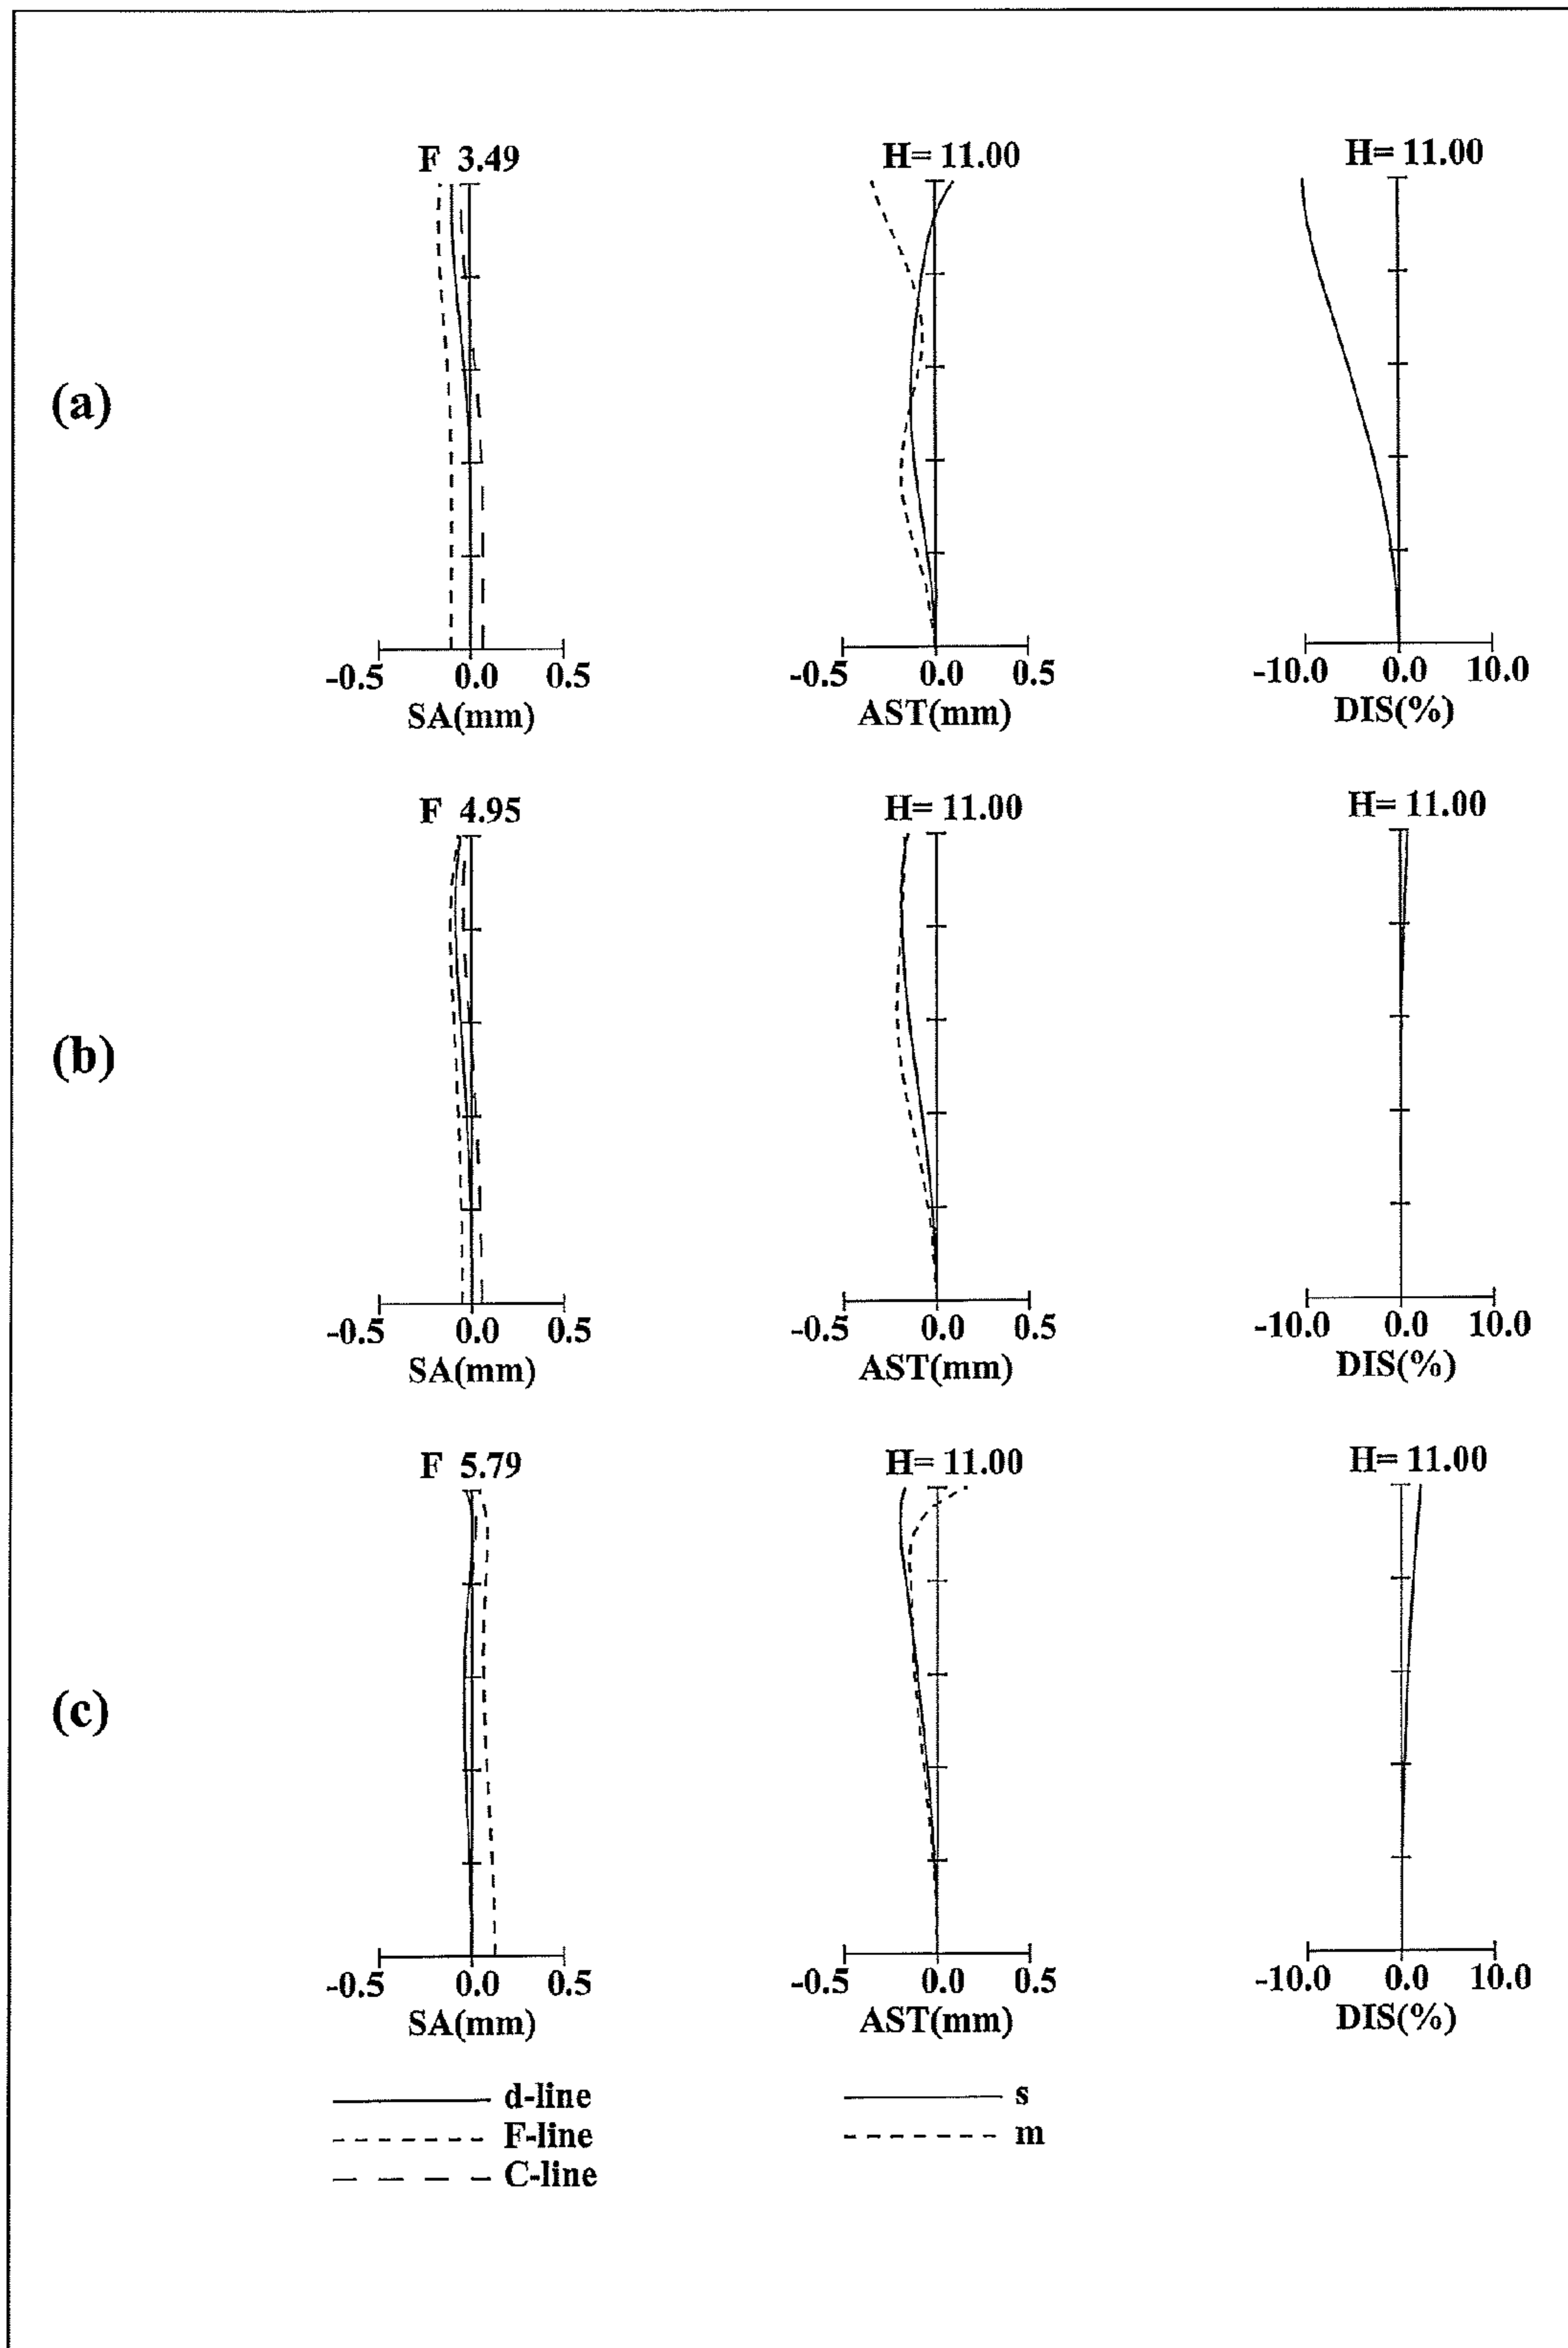 F 3.49 H= 11.00 H= 11.00
(a)
-0.5 0.0 0.5 -0.5 0.0 0.5 -10.0 0.0 10.0
SA(mm) AST(mm) DIS(%)
F 4.95 H= 11.00 H= 11.00
(b)
-0.5 0.0 0.5 -0.5 0.0 0.5 -10.0 0.0 10.0
SA(mm) AST(mm) DIS(%)
F 5.79 H= 11.00 H= 11.00
(c)
-0.5 0.0 0.5 -0.5 0.0 0.5 -10.0 0.0 10.0
SA(mm) AST(mm) DIS(%)
d-line s
F-line m
C-line